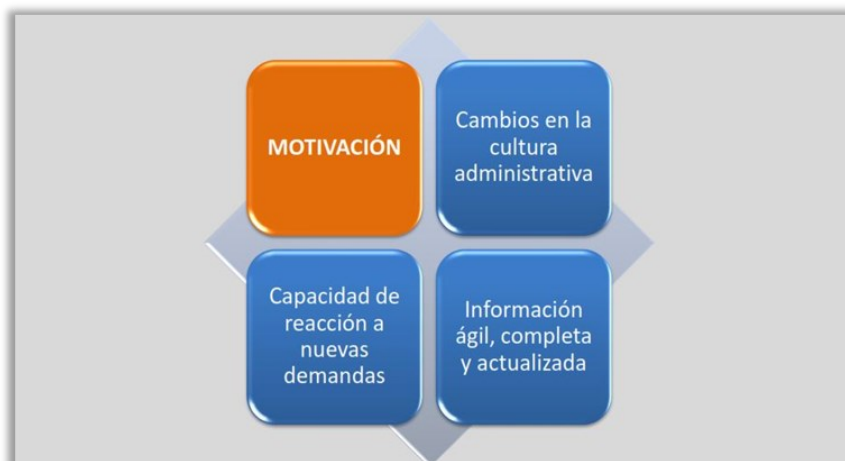 MOTIVACIÓN
Cambios en la
cultura
administrativa
Capacidad de
reacción a
nuevas
demandas
Información
ágil, completa
y actualizada